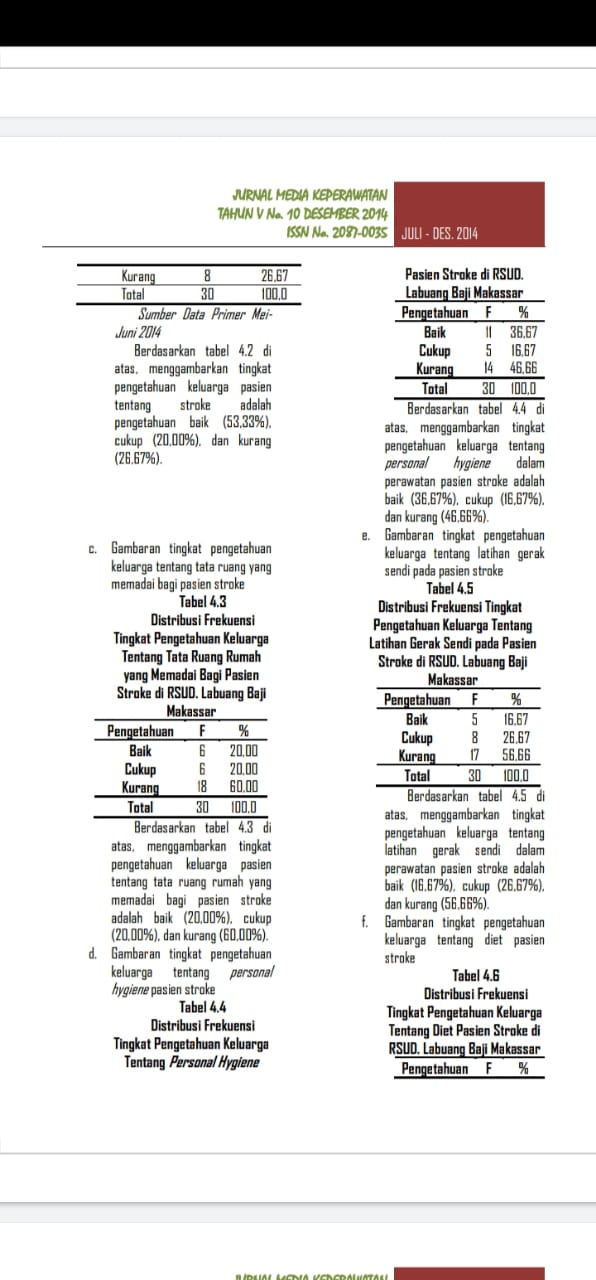 JURNAL MEDIA KEPERAWATAN
TAHUN V No. 10 DESEMBER 2014
ISSN No. 2087-0035
JULI - DES. 2014
Kurang 8 26,67
Total 30 100,0
Sumber Data Primer Mei-
Juni 2014
Berdasarkan tabel 4.2 di
atas, menggambarkan tingkat
pengetahuan keluarga pasien
tentang stroke adalah
pengetahuan baik (53,33%),
cukup (20,00%), dan kurang
(26,67%).
c. Gambaran tingkat pengetahuan
keluarga tentang tata ruang yang
memadai bagi pasien stroke
Tabel 4.3
Distribusi Frekuensi
Tingkat Pengetahuan Keluarga
Tentang Tata Ruang Rumah
yang Memadai Bagi Pasien
Stroke di RSUD. Labuang Baji
Makassar
Pengetahuan F %
Baik 6 20,00
Cukup 6 20,00
Kurang 18 60,00
Total 30 100,0
Berdasarkan tabel 4.3 di
atas, menggambarkan tingkat
pengetahuan keluarga pasien
tentang tata ruang rumah yang
memadai bagi pasien stroke
adalah baik (20,00%), cukup
(20,00%), dan kurang (60,00%).
d. Gambaran tingkat pengetahuan
keluarga tentang personal
hygiene pasien stroke
Tabel 4.4
Distribusi Frekuensi
Tingkat Pengetahuan Keluarga
Tentang Personal Hygiene
Pasien Stroke di RSUD.
Labuang Baji Makassar
Pengetahuan F %
Baik 11 36,67
Cukup 5 16,67
Kurang 14 46,66
Total 30 100,0
Berdasarkan tabel 4.4 di
atas, menggambarkan tingkat
pengetahuan keluarga tentang
personal hygiene dalam
perawatan pasien stroke adalah
baik (36,67%), cukup (16,67%),
dan kurang (46,66%).
e. Gambaran tingkat pengetahuan
keluarga tentang latihan gerak
sendi pada pasien stroke
Tabel 4.5
Distribusi Frekuensi Tingkat
Pengetahuan Keluarga Tentang
Latihan Gerak Sendi pada Pasien
Stroke di RSUD. Labuang Baji
Makassar
Pengetahuan F %
Baik 5 16,67
Cukup 8 26,67
Kurang 17 56,66
Total 30 100,0
Berdasarkan tabel 4.5 di
atas, menggambarkan tingkat
pengetahuan keluarga tentang
latihan gerak sendi dalam
perawatan pasien stroke adalah
baik (16,67%), cukup (26,67%),
dan kurang (56,66%).
f. Gambaran tingkat pengetahuan
keluarga tentang diet pasien
stroke
Tabel 4.6
Distribusi Frekuensi
Tingkat Pengetahuan Keluarga
Tentang Diet Pasien Stroke di
RSUD. Labuang Baji Makassar
Pengetahuan F %
JURNAL MEDIA KEPERAWATAN